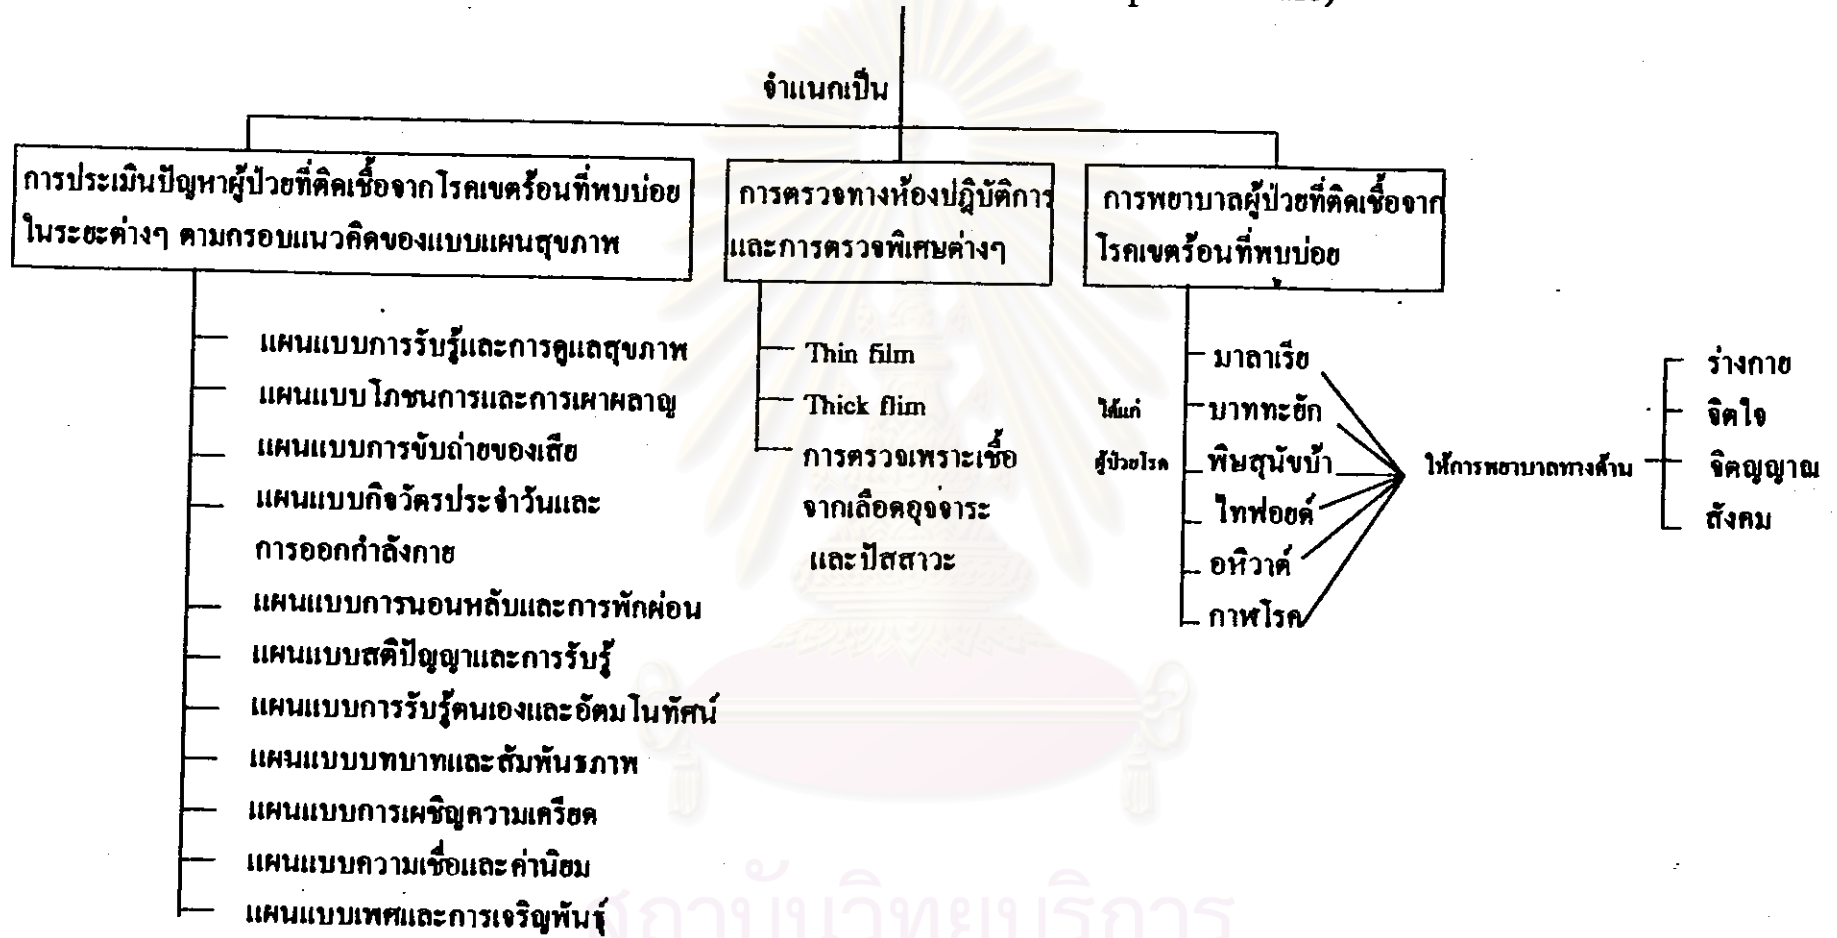 จำแนกเป็น
การประเมินปัญหาผู้ป่วยที่ติดเชื้อจากโรคเขตร้อนที่พบบ่อย
ในระยะต่างๆ ตามกรอบแนวคิดของแบบแผนสุขภาพ
แผนแบบการรับรู้และการดูแลสุขภาพ
แผนแบบโภชนการและการเผาผลาญ
แผนแบบการขับถ่ายของเสีย
แผนแบบกิจวัตรประจำวันและ
การออกกำลังกาย
แผนแบบการนอนหลับและการพักผ่อน
แผนแบบสติปัญญาและการรับรู้
แผนแบบการรับรู้ตนเองและอัตมโนทัศน์
แผนแบบบทบาทและสัมพันธภาพ
แผนแบบการเผชิญความเครียด
แผนแบบความเชื่อและค่านิยม
แผนแบบเพศและการเจริญพันธุ์
การตรวจทางห้องปฎิบัติการ
และการตรวจพิเศษต่างๆ
Thin film
Thick flim
การตรวจเพราะเชื้อ
จากเลือดอุจจาระ
และปัสสาวะ
การพยาบาลผู้ป่วยที่ติดเชื้อจาก
โรคเขตร้อนที่พบบ่อย
ได้แก่
ผู้ป่วยโรค
มาลาเรีย
บาททะยัก
พิษสุนัขบ้า
ไทฟอยด์
อหิวาต์
กาฬโรค
ให้การพยาบาลทางด้าน
ร่างกาย
จิตใจ
จิตญญาณ
สังคม
สถาบันวิทยบริการ